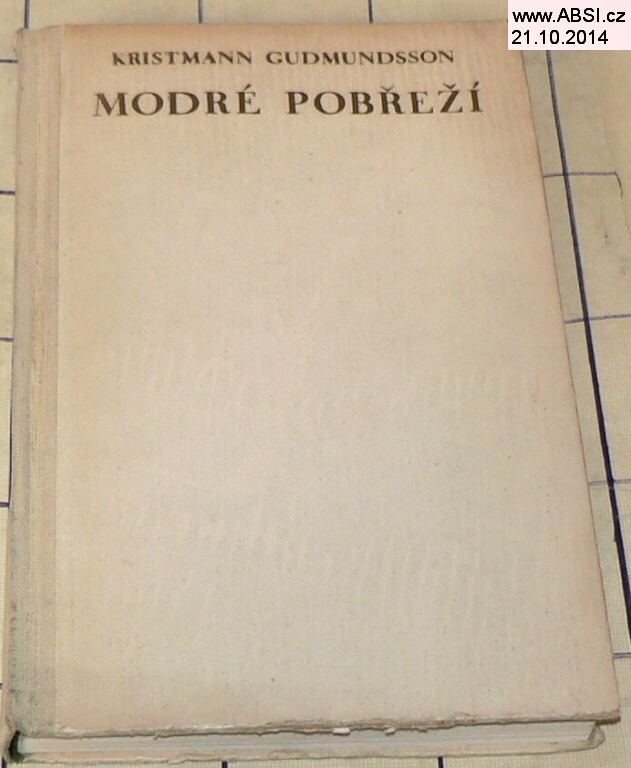 www.ABSI.cz
21.10.2014
KRISTMANN GUDMUNDSSON
MODRÉ POBŘEŽÍ